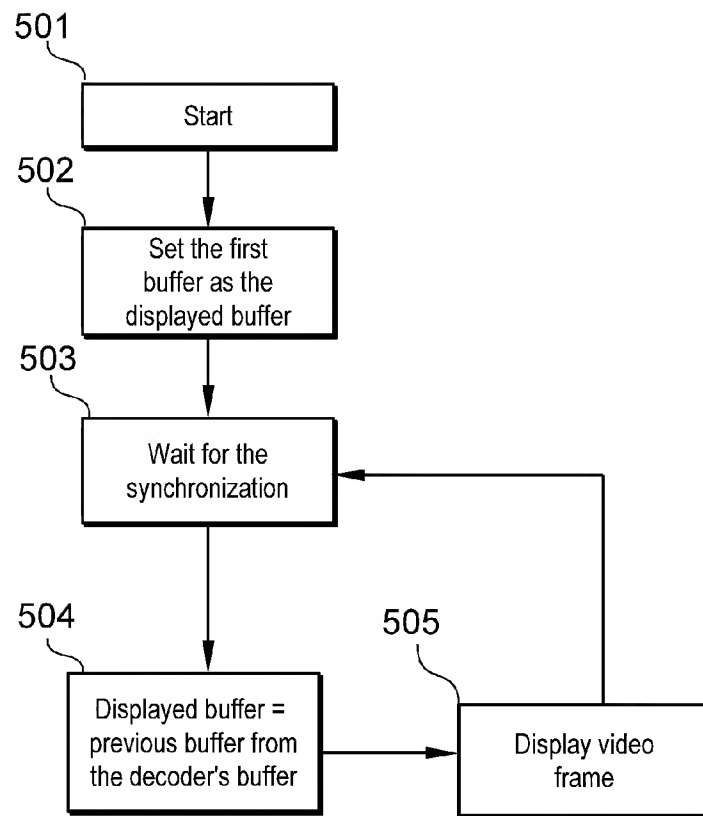 501
Start
502
Set the first
buffer as the
displayed buffer
503
Wait for the
synchronization
504
Displayed buffer =
previous buffer from
the decoder's buffer
505
Display video
frame